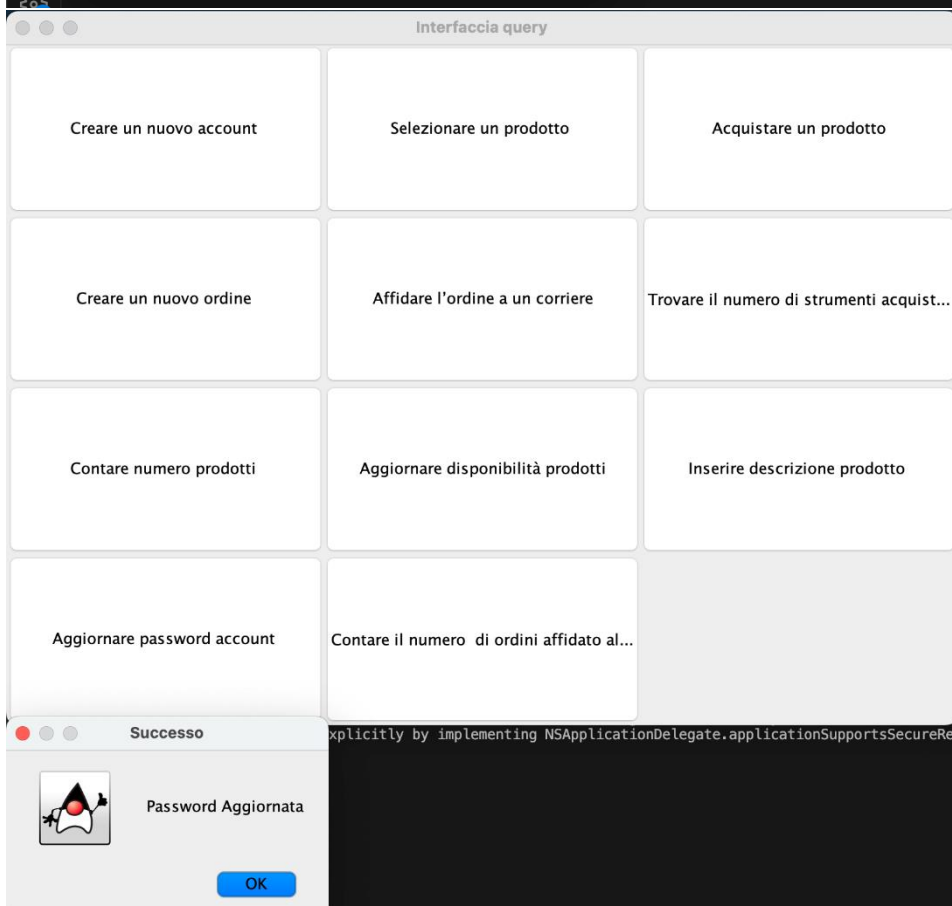 Interfaccia query
Creare un nuovo account
Selezionare un prodotto
Acquistare un prodotto
Creare un nuovo ordine
Affidare l'ordine a un corriere
Trovare il numero di strumenti acquist...
Contare numero prodotti
Aggiornare disponibilità prodotti
Inserire descrizione prodotto
Aggiornare password account
Contare il numero  di ordini affidato al...
Successo
xplicitly by implementing NSApplicationDelegate.applicationSupportsSecureRe
Password Aggiornata
OK